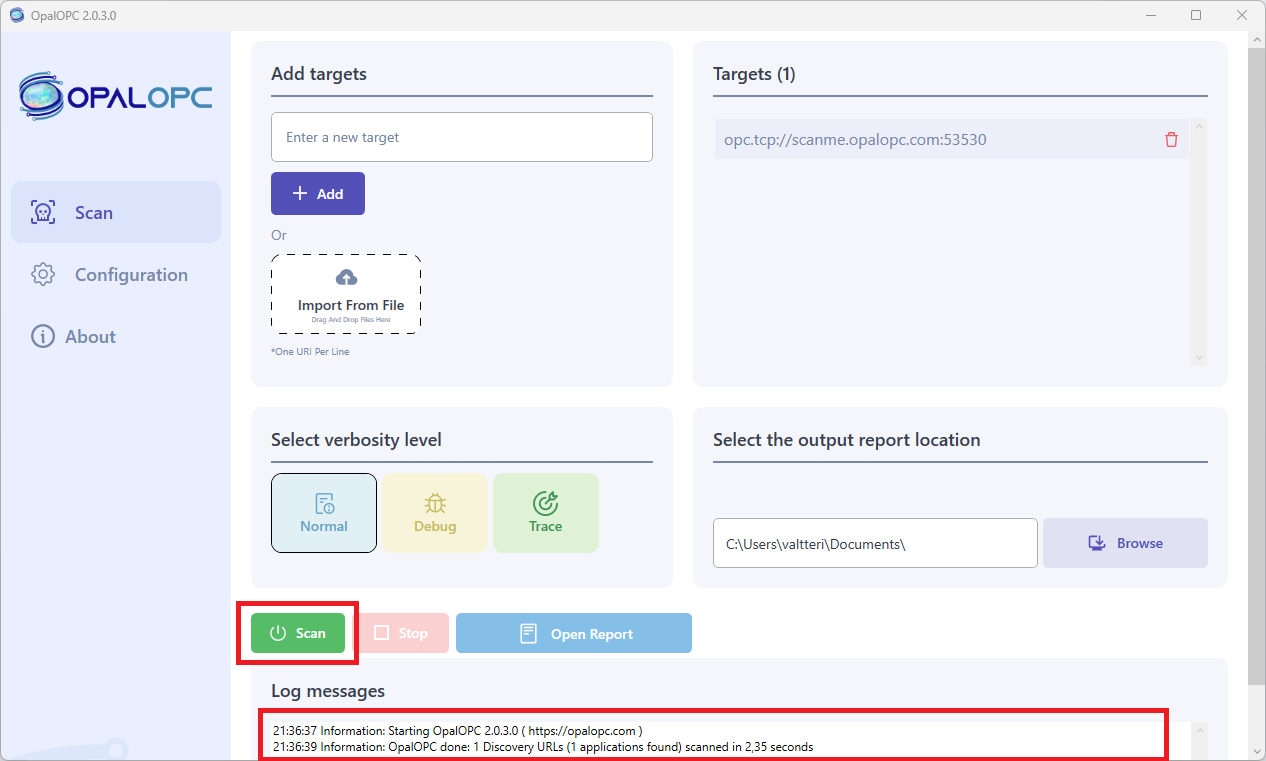 OpalOPC 2.0.3.0
OPALOPC
Scan
Configuration
About
Add targets
Enter a new target
Add
Or
Import From File
Drag And Drop Files Here
*One URI Per Line
Targets (1)
opc.tcp://scanme.opalopc.com:53530
Select verbosity level
Normal
Debug
Trace
Select the output report location
C:\Users\valtteri\Documents\
Browse
Scan
Stop
Open Report
Log messages
21:36:37 Information: Starting OpalOPC 2.0.3.0 ( https://opalopc.com )
21:36:39 Information: OpalOPC done: 1 Discovery URLs (1 applications found) scanned in 2,35 seconds